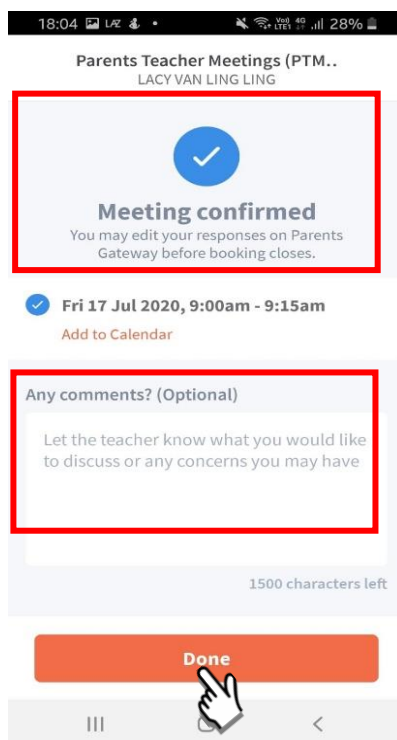 18:04 LAZ 28%
Parents Teacher Meetings (PTM..
LACY VAN LING LING
Meeting confirmed
You may edit your responses on Parents
Gateway before booking closes.
Fri 17 Jul 2020, 9:00am - 9:15am
Add to Calendar
Any comments? (Optional)
Let the teacher know what you would like
to discuss or any concerns you may have
1500 characters left
Done